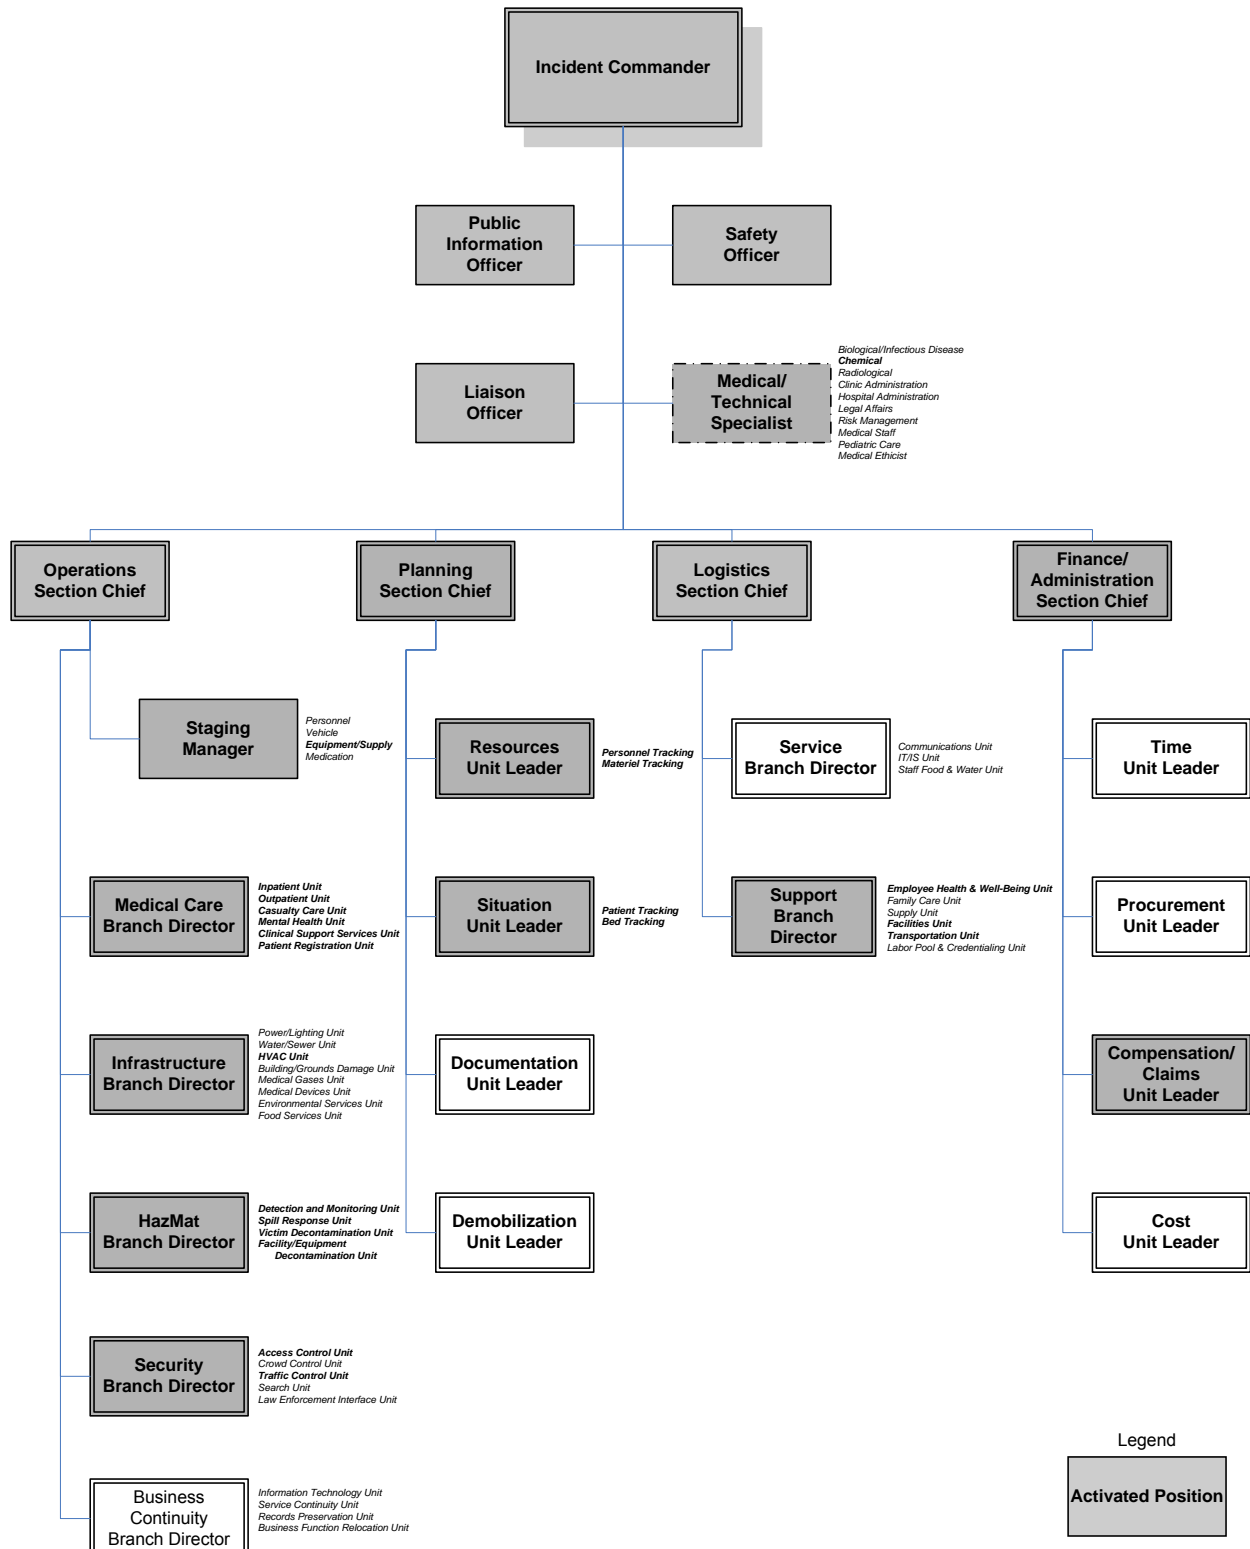 Incident Commander
Public
Information
Officer
Safety
Officer
Liaison
Officer
Medical/
Technical
Specialist
Biological/Infectious Disease
Chemical
Radiological
Clinic Administration
Hospital Administration
Legal Affairs
Risk Management
Medical Staff
Pediatric Care
Medical Ethicist
Operations
Section Chief
Planning
Section Chief
Logistics
Section Chief
Finance/
Administration
Section Chief
Staging
Manager
Personnel
Vehicle
Equipment/Supply
Medication
Resources
Unit Leader
Personnel Tracking
Materiel Tracking
Service
Branch Director
Communications Unit
IT/IS Unit
Staff Food & Water Unit
Time
Unit Leader
Medical Care
Branch Director
Inpatient Unit
Outpatient Unit
Casualty Care Unit
Mental Health Unit
Clinical Support Services Unit
Patient Registration Unit
Situation
Unit Leader
Patient Tracking
Bed Tracking
Support
Branch
Director
Employee Health & Well-Being Unit
Family Care Unit
Supply Unit
Facilities Unit
Transportation Unit
Labor Pool & Credentialing Unit
Procurement
Unit Leader
Infrastructure
Branch Director
Power/Lighting Unit
Water/Sewer Unit
HVAC Unit
Building/Grounds Damage Unit
Medical Gases Unit
Medical Devices Unit
Environmental Services Unit
Food Services Unit
Documentation
Unit Leader
Compensation/
Claims
Unit Leader
HazMat
Branch Director
Detection and Monitoring Unit
Spill Response Unit
Victim Decontamination Unit
Facility/Equipment
Decontamination Unit
Demobilization
Unit Leader
Cost
Unit Leader
Security
Branch Director
Access Control Unit
Crowd Control Unit
Traffic Control Unit
Search Unit
Law Enforcement Interface Unit
Business
Continuity
Branch Director
Information Technology Unit
Service Continuity Unit
Records Preservation Unit
Business Function Relocation Unit
Legend
Activated Position